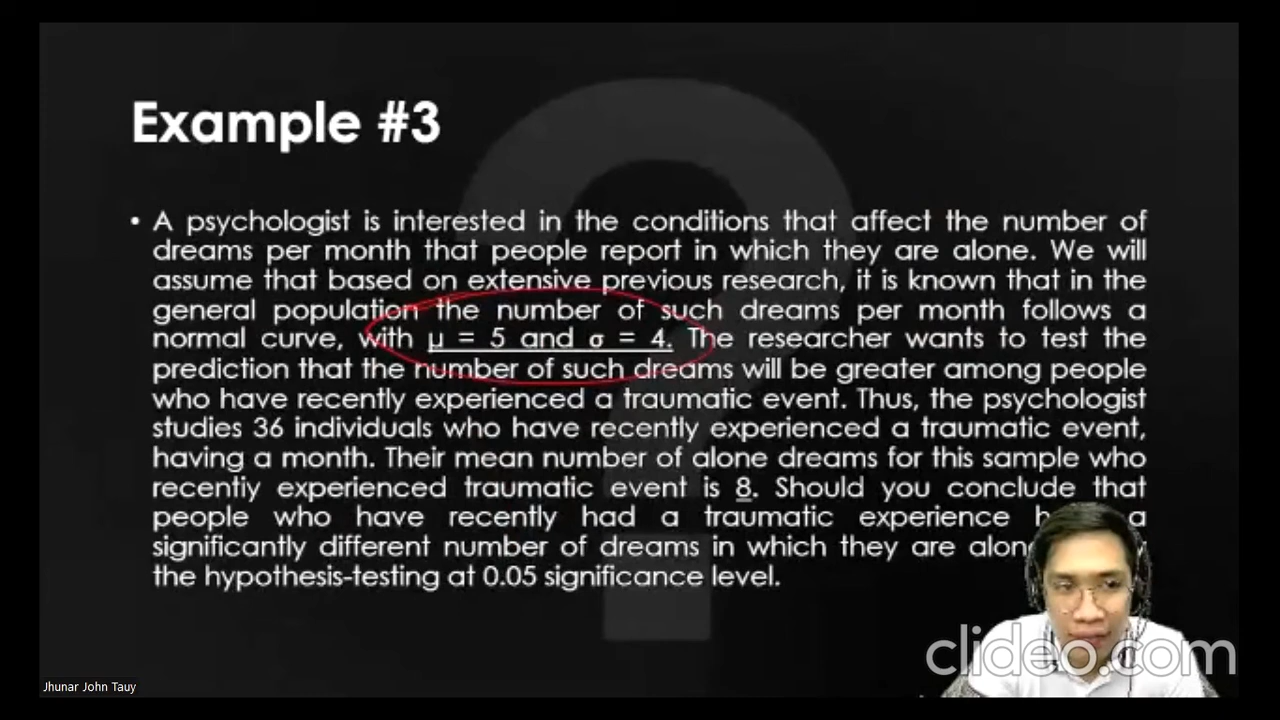 Example #3
• A psychologist is interested in the conditions that affect the number of
dreams per month that people report in which they are alone. We will
assume that based on extensive previous research, it is known that in the
general population the number of such dreams per month follows a
normal curve, with μ = 5 and σ = 4. The researcher wants to test the
prediction that the number of such dreams will be greater among people
who have recently experienced a traumatic event. Thus, the psychologist
studies 36 individuals who have recently experienced a traumatic event,
having a month. Their mean number of alone dreams for this sample who
recently experienced traumatic event is 8. Should you conclude that
people who have recently had a traumatic experience a
significantly different number of dreams in which they are
the hypothesis-testing at 0.05 significance level.
clideo.com
Jhunar John Tauy